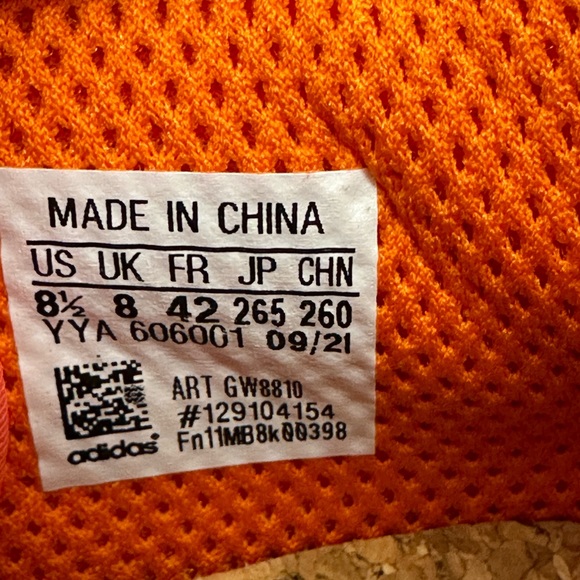 MADE IN CHINA
US UK FR JP CHN
8½ 8 42 265 260
YYA 606001 09/21
ART GW8810
#129104154
Fn11MB8k00398
adidas